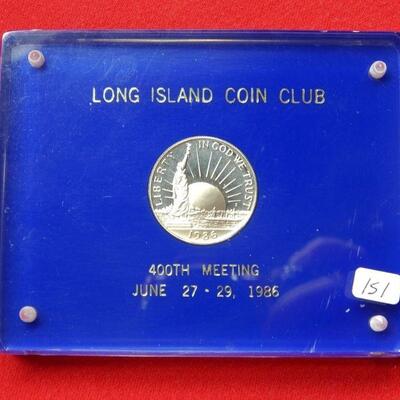 LONG ISLAND COIN CLUB
LIBERTY IN GOD WE TRUST
1986
400TH MEETING
JUNE 27 - 29, 1986
151